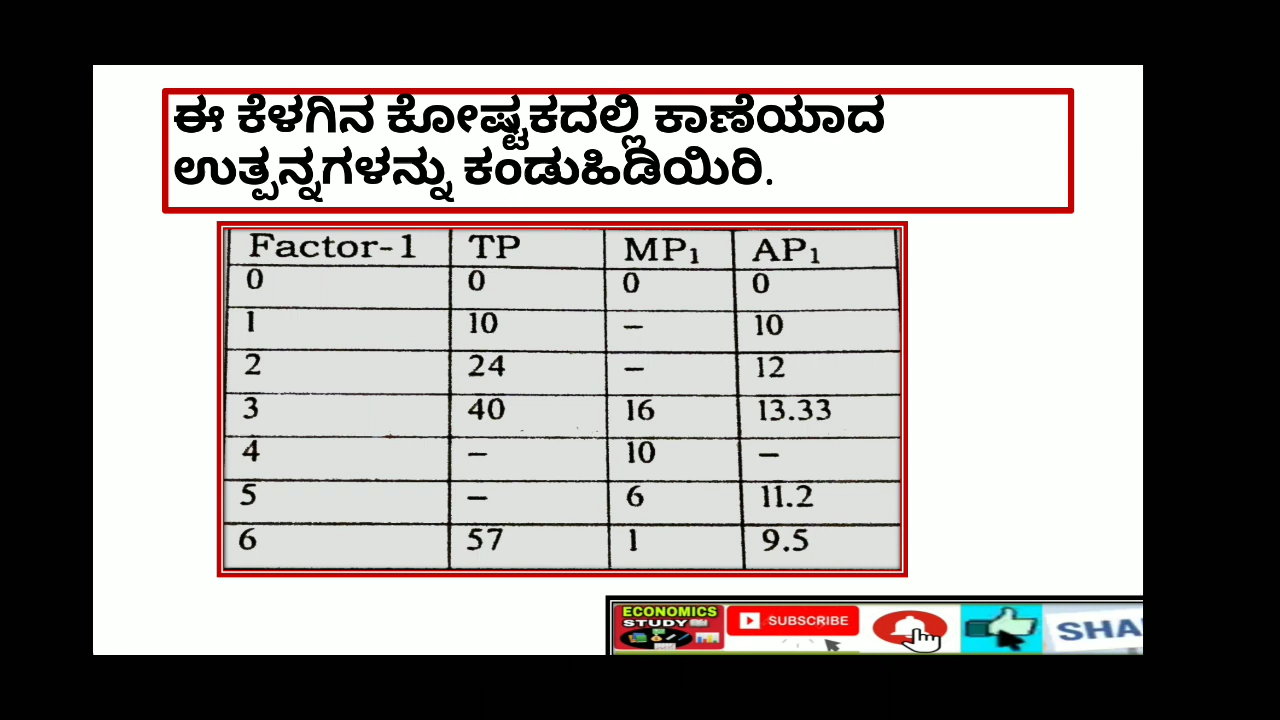 ಈ ಕೆಳಗಿನ ಕೋಷ್ಟಕದಲ್ಲಿ ಕಾಣೆಯಾದ
ಉತ್ಪನ್ನಗಳನ್ನು ಕಂಡುಹಿಡಿಯಿರಿ.
Factor-1 TP MP₁ AP₁
0 0 0 0
1 10 – 10
2 24 – 12
3 40 16 13.33
4 – 10 –
5 – 6 11.2
6 57 1 9.5
ECONOMICS
STUDY
SUBSCRIBE
SHA